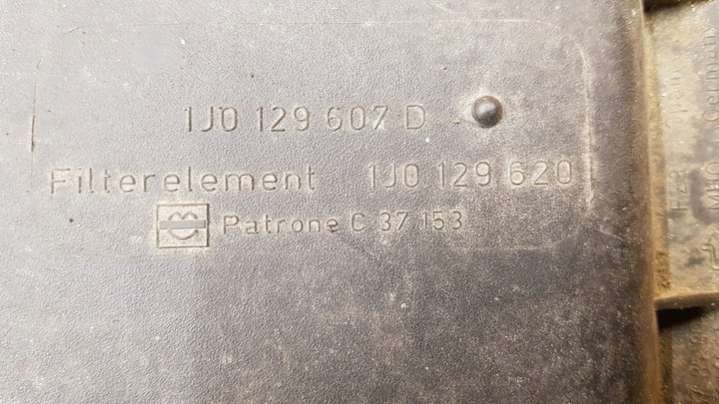 1J0 129 607 D
Filterelement 1J0 129 620
Patrone C 37 153